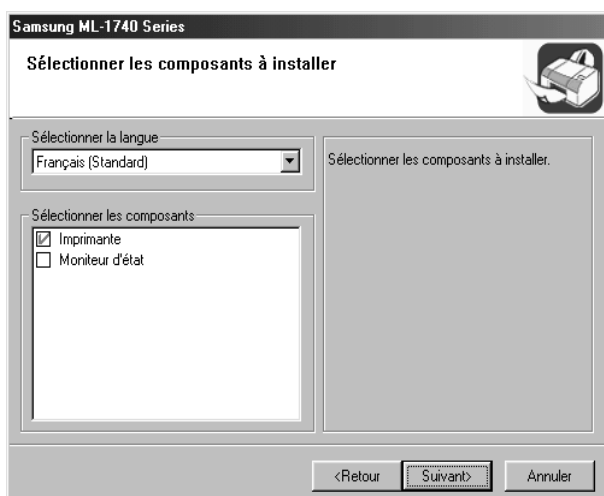 Samsung ML-1740 Series
Sélectionner les composants à installer
Sélectionner la langue
Français (Standard)
Sélectionner les composants à installer.
Sélectionner les composants
Imprimante
Moniteur d'état
<Retour
Suivant>
Annuler